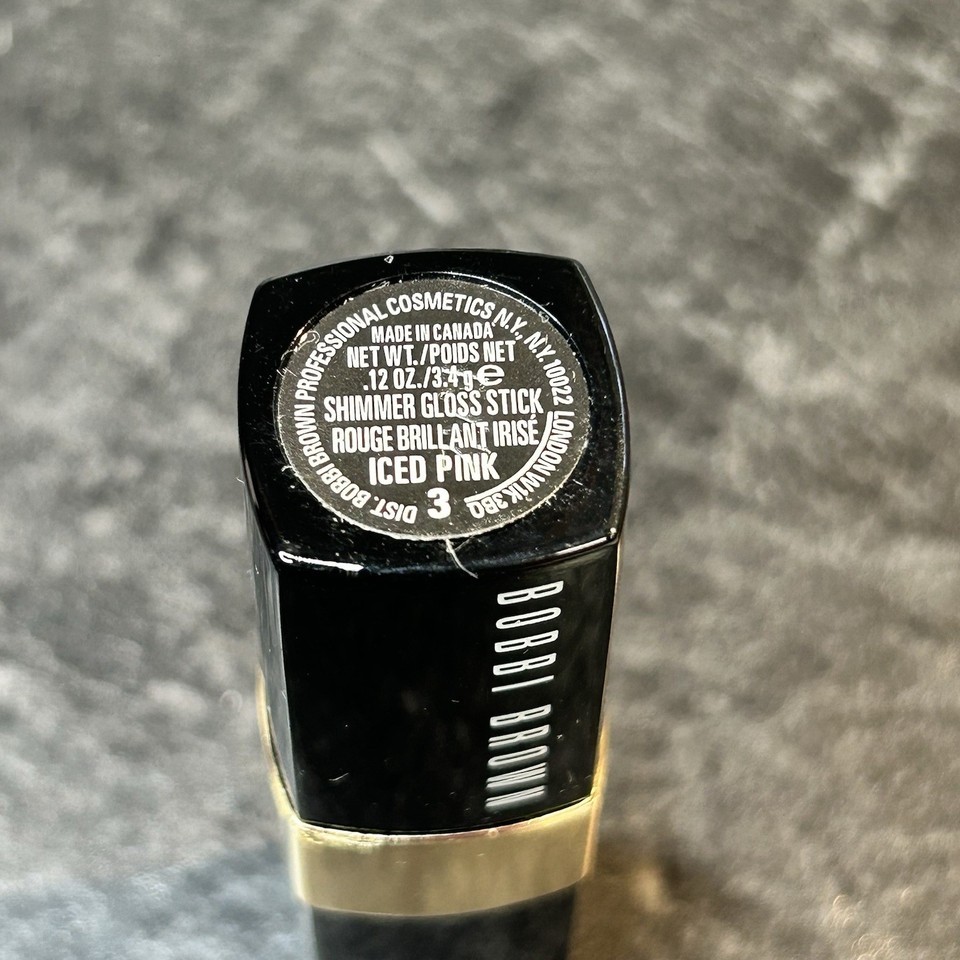 DIST. BOBBI BROWN PROFESSIONAL COSMETICS N.Y., N.Y. 10022 LONDON W1K 3BQ
MADE IN CANADA
NET WT./POIDS NET
.12 OZ./3.4 g e
SHIMMER GLOSS STICK
ROUGE BRILLANT IRISÉ
ICED PINK
3
BOBBI BROWN